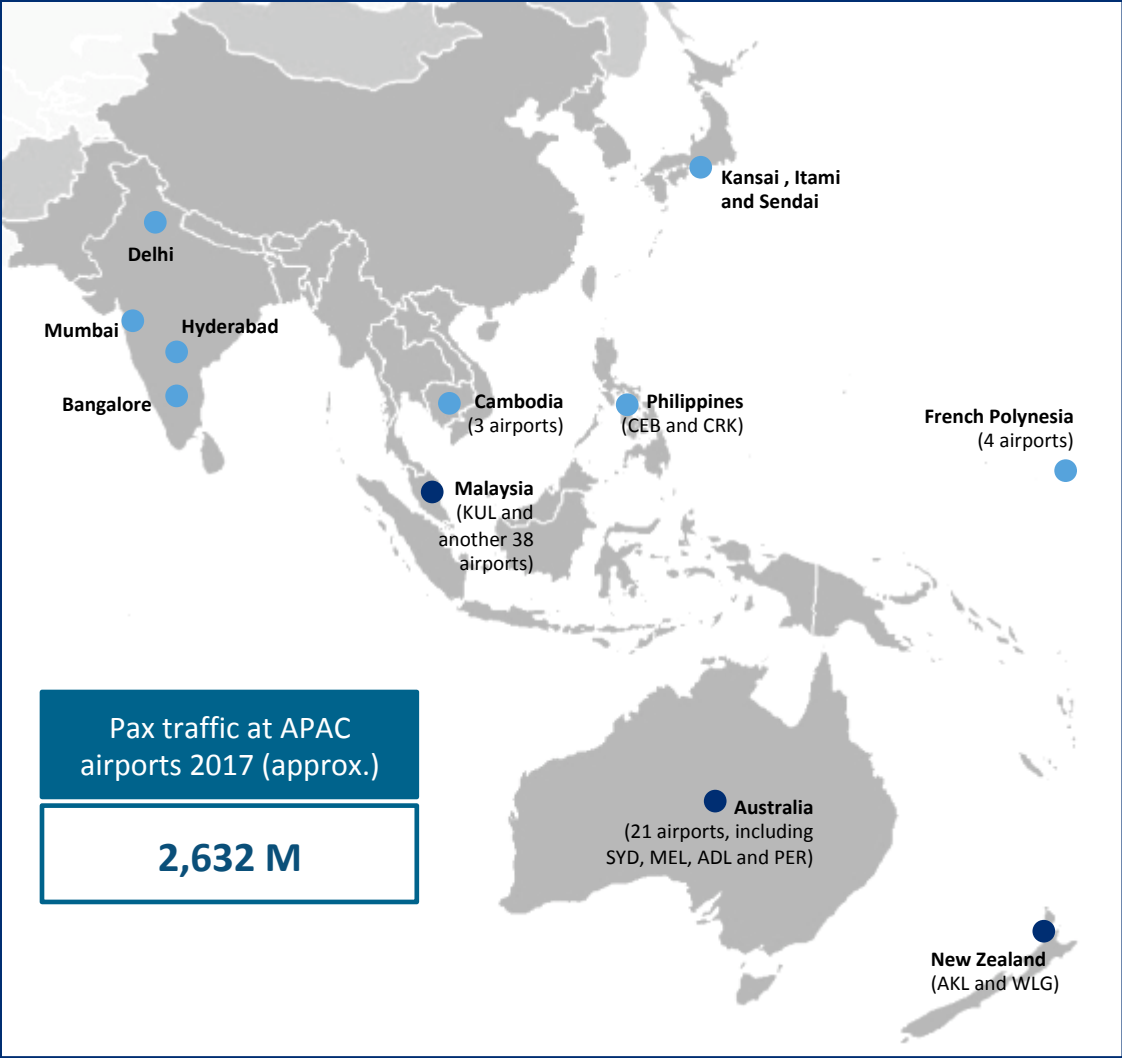 Kansai , Itami
and Sendai
Delhi
Mumbai
Hyderabad
Bangalore
Cambodia
(3 airports)
Philippines
(CEB and CRK)
French Polynesia
(4 airports)
Malaysia
(KUL and
another 38
airports)
Pax traffic at APAC
airports 2017 (approx.)
2,632 M
Australia
(21 airports, including
SYD, MEL, ADL and PER)
New Zealand
(AKL and WLG)